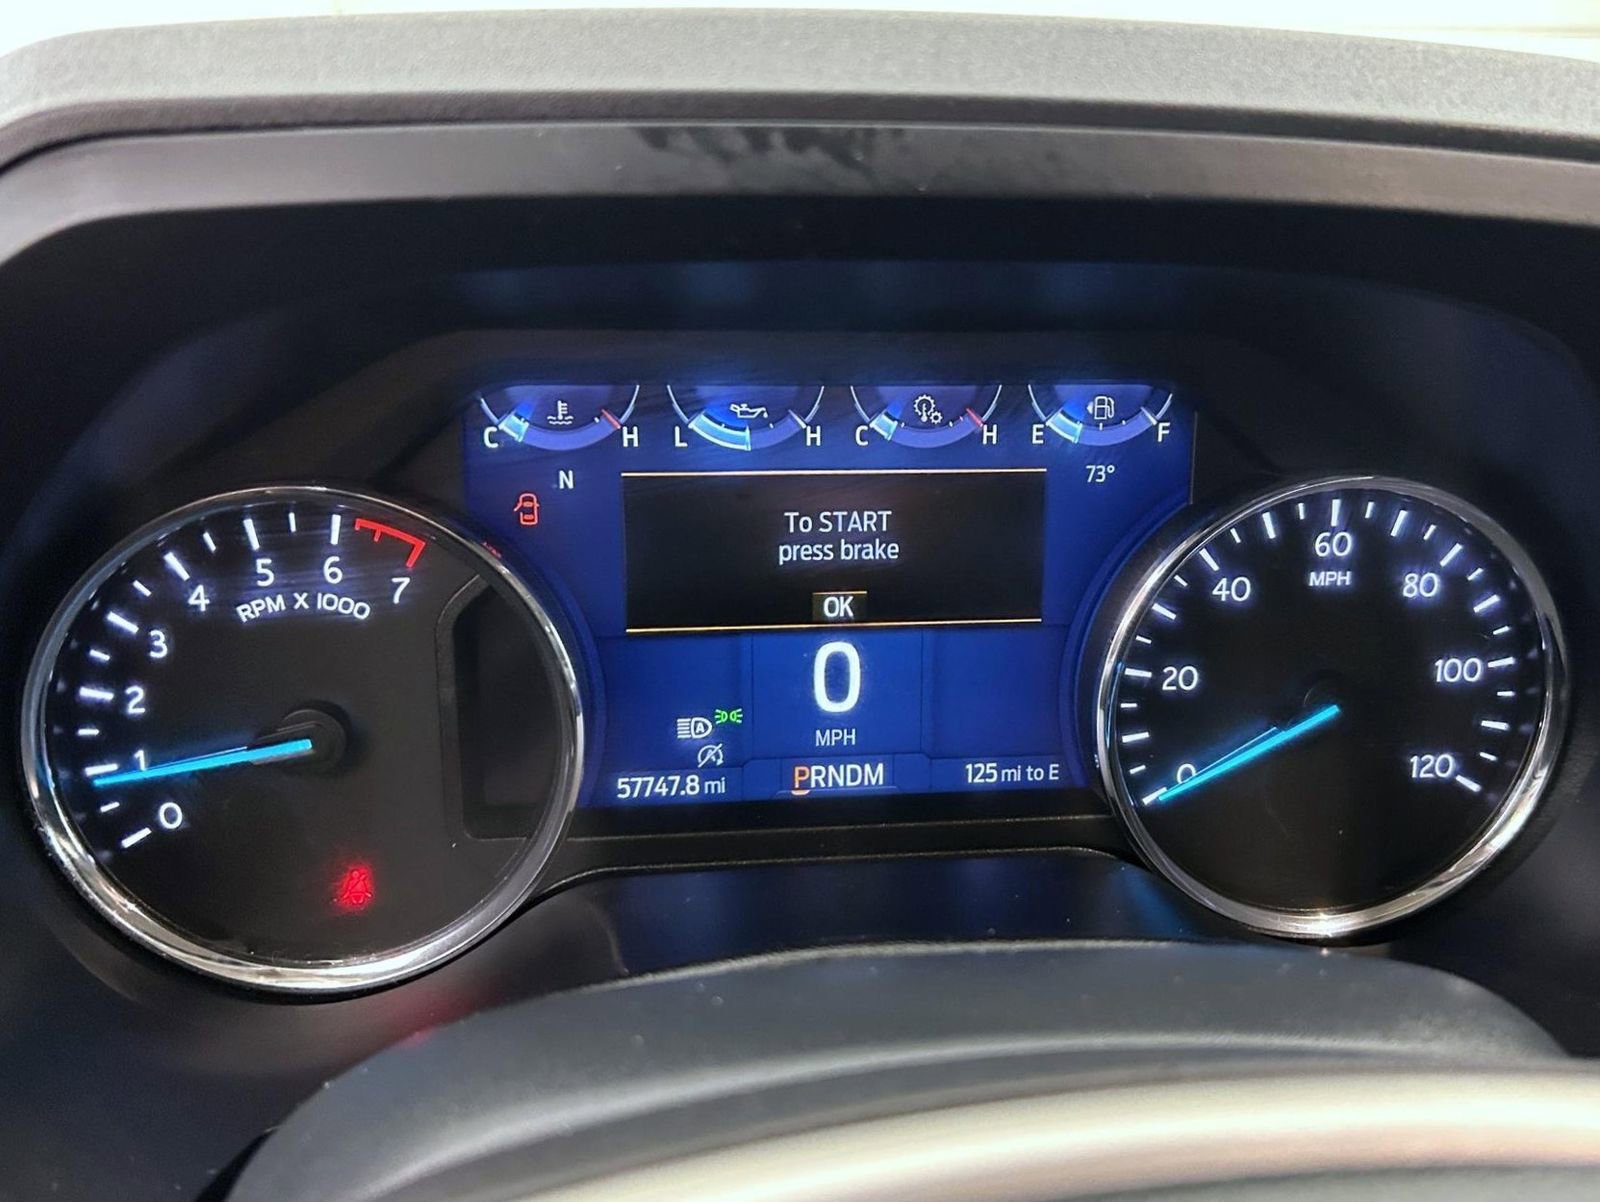 C H L H C H E F
N
73°
To START
press brake
OK
0
MPH
57747.8 mi
PRNDM
125 mi to E
0
1
2
3
4
5
6
7
RPM X 1000
0
20
40
60
80
100
120
MPH
A